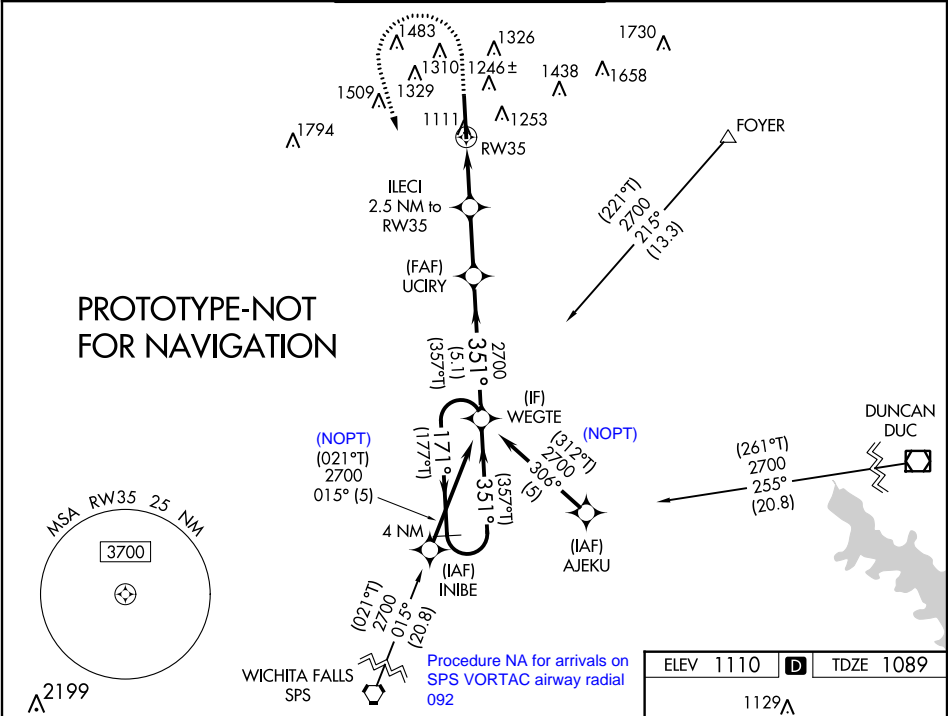 1483
1326
1730
1310
1246±
1438
1658
1509
1329
1111
1253
1794
RW35
FOYER
ILECI
2.5 NM to
RW35
(221°T)
2700
215°
(13.3)
(FAF)
UCIRY
PROTOTYPE-NOT
FOR NAVIGATION
2700
351°
(5.1)
(357°T)
(IF)
WEGTE
(NOPT)
(021°T)
2700
015° (5)
171°
(177°T)
351°
(357°T)
(NOPT)
(312°T)
2700
306°
(5)
DUNCAN
DUC
(261°T)
2700
255°
(20.8)
MSA RW35 25 NM
3700
4 NM
(IAF)
INIBE
(IAF)
AJEKU
(021°T)
2700
015°
(20.8)
WICHITA FALLS
SPS
Procedure NA for arrivals on
SPS VORTAC airway radial
092
ELEV 1110 D TDZE 1089
1129
2199